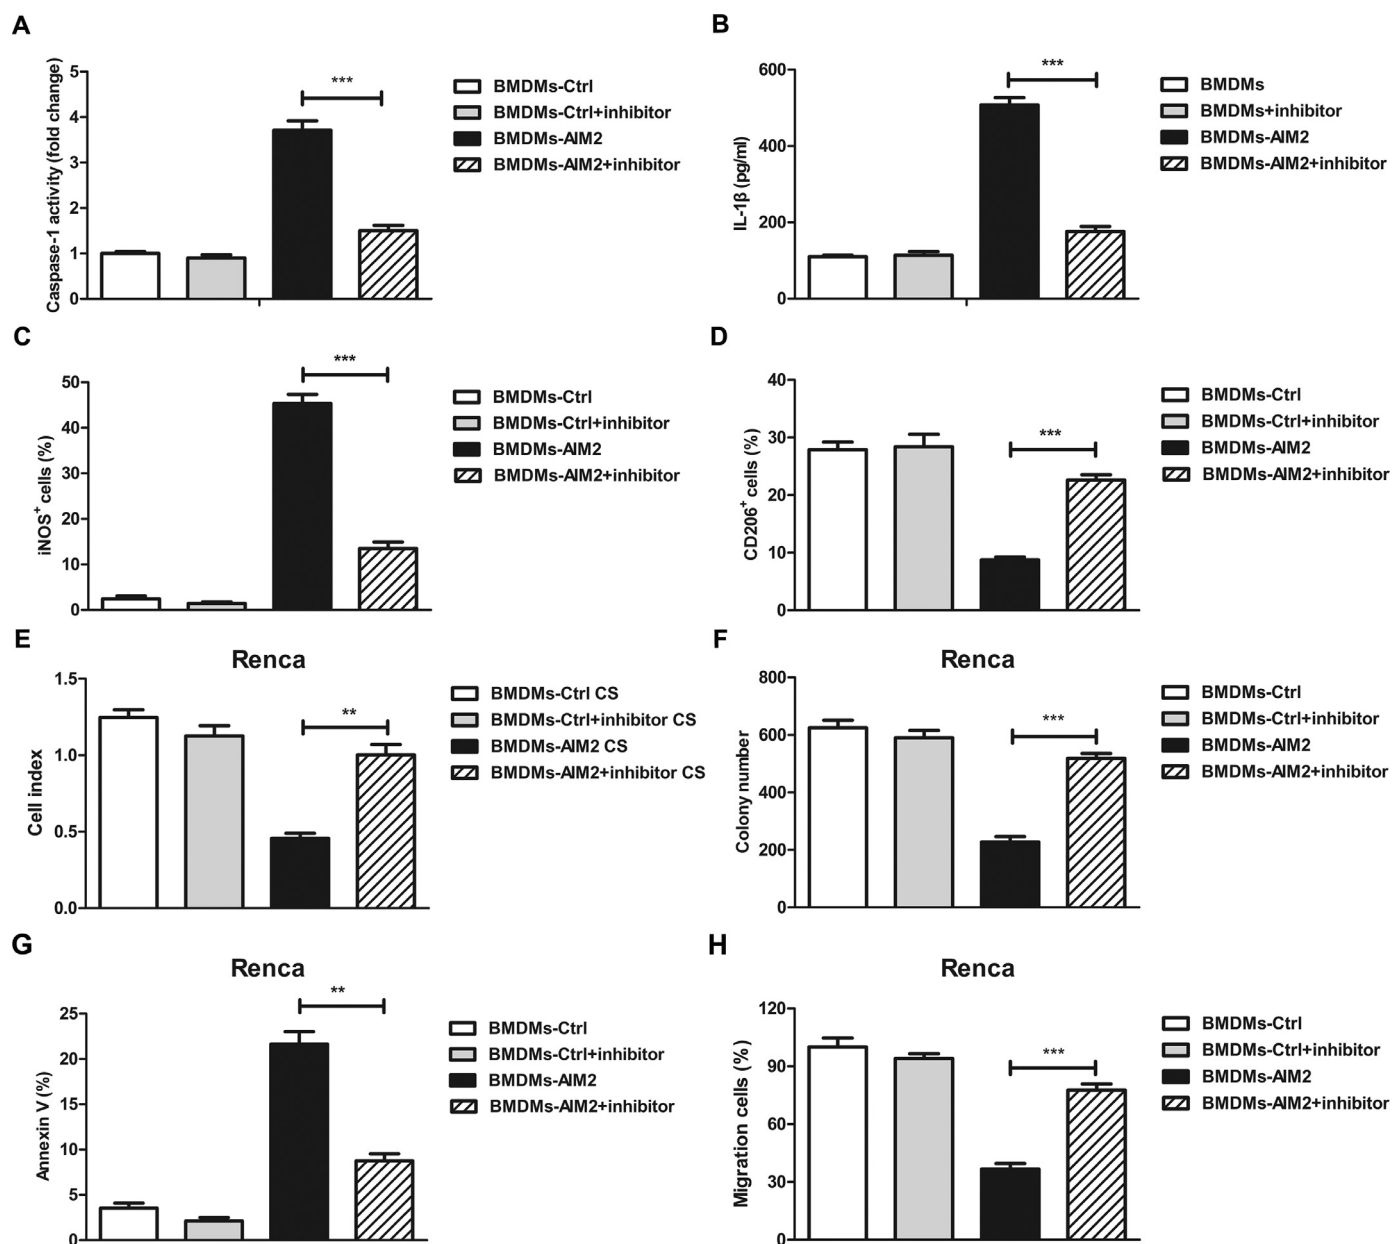 A
Caspase-1 activity (fold change)
5
4
3
2
1
0
***
BMDMs-Ctrl
BMDMs-Ctrl+inhibitor
BMDMs-AIM2
BMDMs-AIM2+inhibitor
B
IL-1β (pg/ml)
600
400
200
0
***
BMDMs
BMDMs+inhibitor
BMDMs-AIM2
BMDMs-AIM2+inhibitor
C
iNOS⁺ cells (%)
50
40
30
20
10
0
***
BMDMs-Ctrl
BMDMs-Ctrl+inhibitor
BMDMs-AIM2
BMDMs-AIM2+inhibitor
D
CD206⁺ cells (%)
40
30
20
10
0
***
BMDMs-Ctrl
BMDMs-Ctrl+inhibitor
BMDMs-AIM2
BMDMs-AIM2+inhibitor
E
Renca
Cell index
1.5
1.0
0.5
0.0
**
BMDMs-Ctrl CS
BMDMs-Ctrl+inhibitor CS
BMDMs-AIM2 CS
BMDMs-AIM2+inhibitor CS
F
Renca
Colony number
800
600
400
200
0
***
BMDMs-Ctrl
BMDMs-Ctrl+inhibitor
BMDMs-AIM2
BMDMs-AIM2+inhibitor
G
Renca
Annexin V (%)
25
20
15
10
5
0
**
BMDMs-Ctrl
BMDMs-Ctrl+inhibitor
BMDMs-AIM2
BMDMs-AIM2+inhibitor
H
Renca
Migration cells (%)
120
90
60
30
0
***
BMDMs-Ctrl
BMDMs-Ctrl+inhibitor
BMDMs-AIM2
BMDMs-AIM2+inhibitor